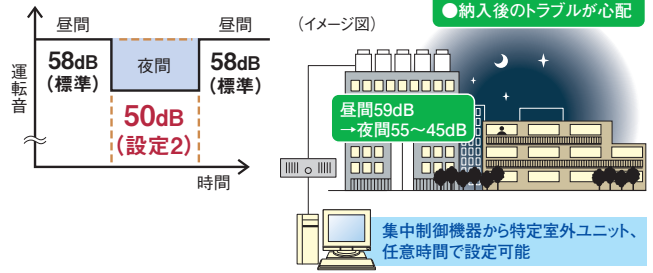 昼間
昼間
58dB
(標準)
夜間
58dB
(標準)
運転音
50dB
(設定2)
時間
(イメージ図)
●納入後のトラブルが心配
昼間59dB
→夜間55〜45dB
集中制御機器から特定室外ユニット、
任意時間で設定可能